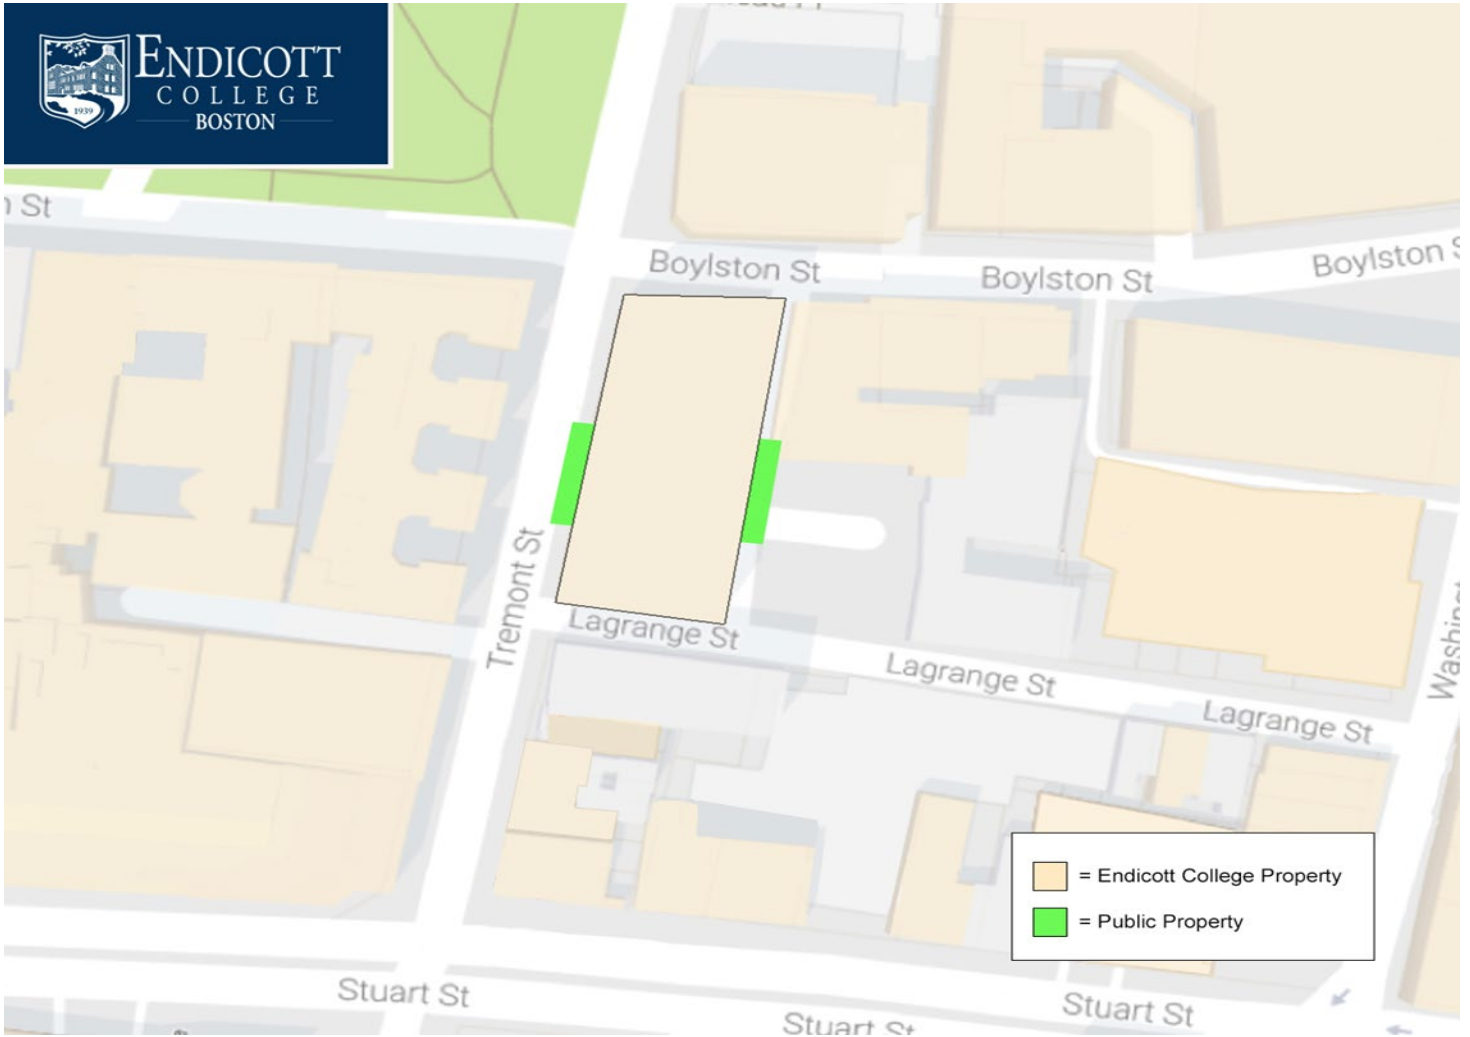 ENDICOTT
COLLEGE
BOSTON
1939
St
Boylston St
Boylston St
Boylston S
Tremont St
Lagrange St
Lagrange St
Lagrange St
Washingt
= Endicott College Property
= Public Property
Stuart St
Stuart St
Stuart St